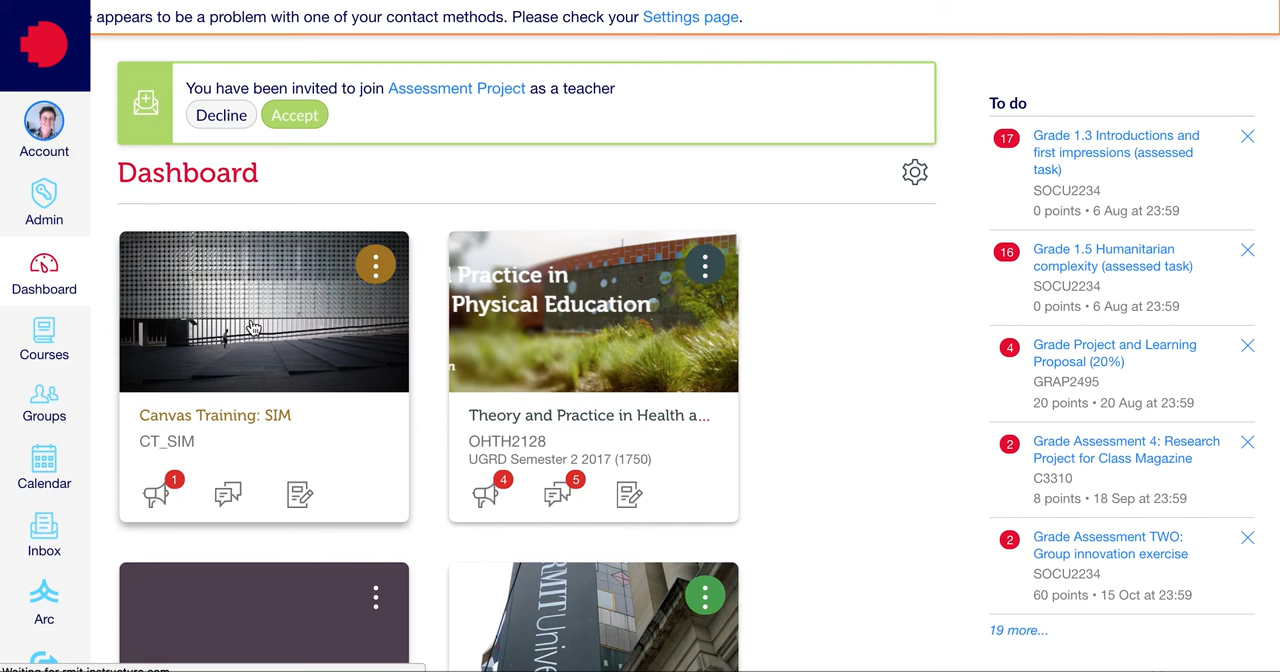 appears to be a problem with one of your contact methods. Please check your Settings page.
You have been invited to join Assessment Project as a teacher
Decline
Accept
Dashboard
Account
Admin
Dashboard
Courses
Groups
Calendar
Inbox
Arc
Practice in
Physical Education
Canvas Training: SIM
CT_SIM
1
Theory and Practice in Health a...
OHTH2128
UGRD Semester 2 2017 (1750)
4
5
RMIT Unive
To do
17
Grade 1.3 Introductions and
first impressions (assessed
task)
SOCU2234
0 points • 6 Aug at 23:59
16
Grade 1.5 Humanitarian
complexity (assessed task)
SOCU2234
0 points • 6 Aug at 23:59
4
Grade Project and Learning
Proposal (20%)
GRAP2495
20 points • 20 Aug at 23:59
2
Grade Assessment 4: Research
Project for Class Magazine
C3310
8 points • 18 Sep at 23:59
2
Grade Assessment TWO:
Group innovation exercise
SOCU2234
60 points • 15 Oct at 23:59
19 more...
Waiting for rmit.instructure.com